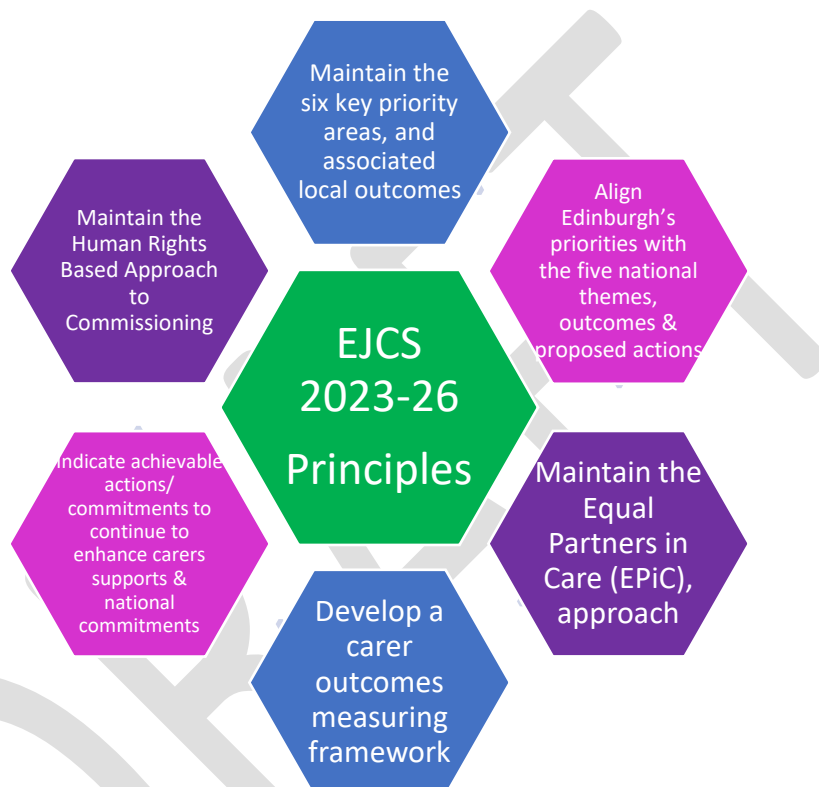 Maintain the
six key priority
areas, and
associated
local outcomes
Align
Edinburgh’s
priorities with
the five national
themes,
outcomes &
proposed actions
Maintain the
Equal
Partners in
Care (EPiC),
approach
Develop a
carer
outcomes
measuring
framework
Indicate achievable
actions/
commitments to
continue to
enhance carers
supports &
national
commitments
Maintain the
Human Rights
Based Approach
to
Commissioning
EJCS
2023-26
Principles